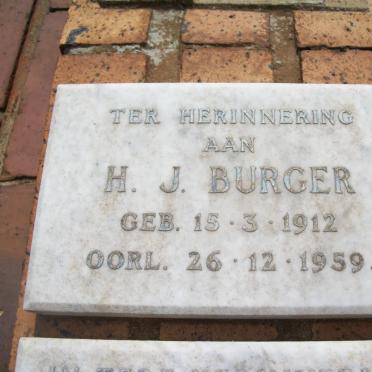 TER HERINNERING
AAN
H. J. BURGER
GEB. 15·3·1912
OORL. 26·12·1959.